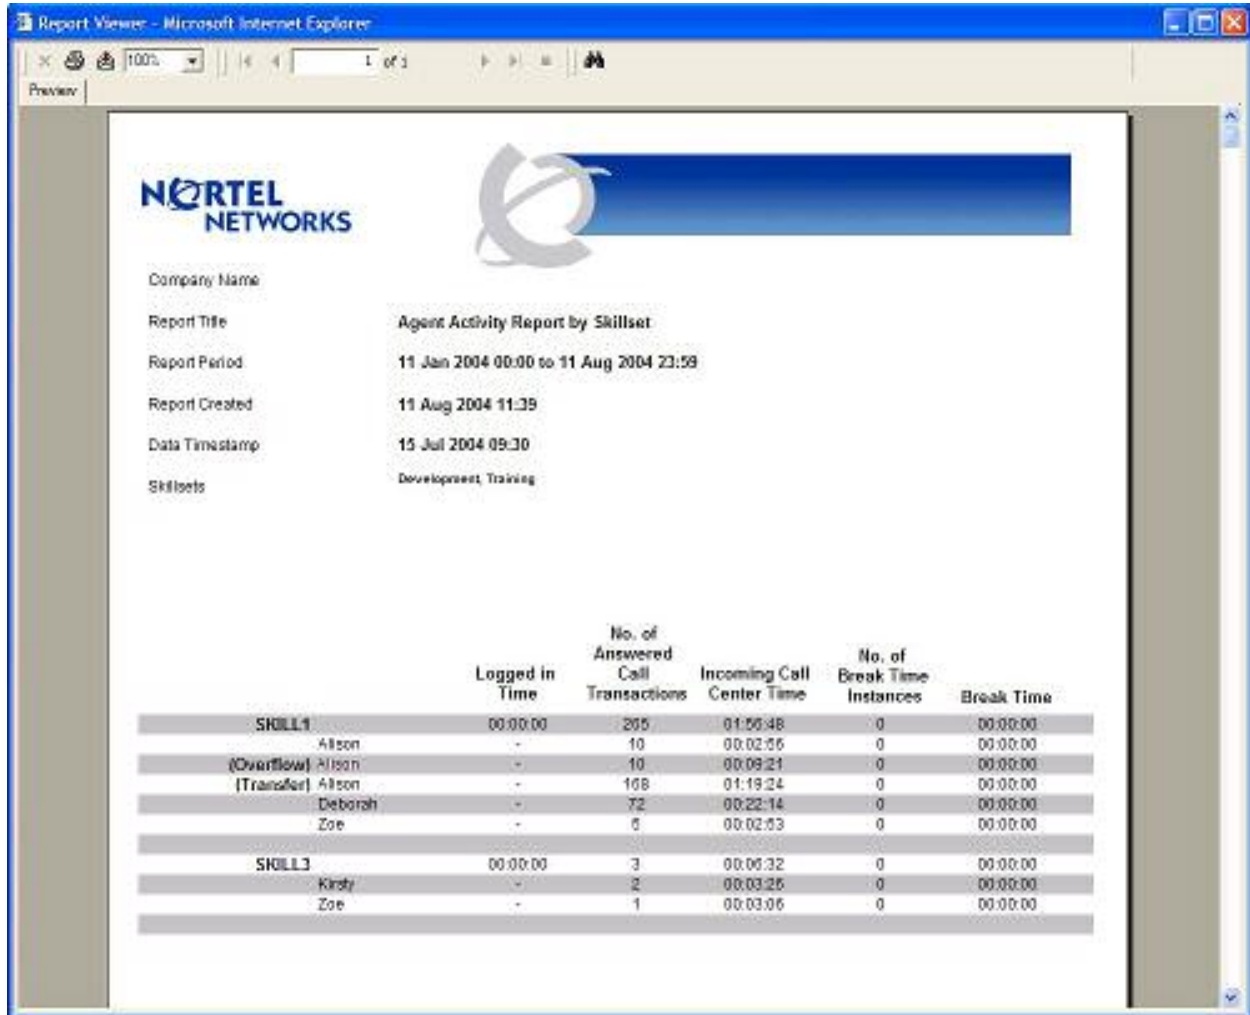 Report Viewer - Microsoft Internet Explorer
100% 1 of 1
Preview
NORTEL
NETWORKS
Company Name
Report Title Agent Activity Report by Skillset
Report Period 11 Jan 2004 00:00 to 11 Aug 2004 23:59
Report Created 11 Aug 2004 11:39
Data Timestamp 15 Jul 2004 09:30
Skillsets Development, Training
Logged in Time No. of Answered Call Transactions Incoming Call Center Time No. of Break Time Instances Break Time
SKILL1 00:00:00 265 01:56:48 0 00:00:00
Alison - 10 00:02:56 0 00:00:00
(Overflow) Alison - 10 00:09:21 0 00:00:00
(Transfer) Alison - 168 01:19:24 0 00:00:00
Deborah - 72 00:22:14 0 00:00:00
Zoe - 5 00:02:53 0 00:00:00
SKILL3 00:00:00 3 00:06:32 0 00:00:00
Kirsty - 2 00:03:26 0 00:00:00
Zoe - 1 00:03:06 0 00:00:00